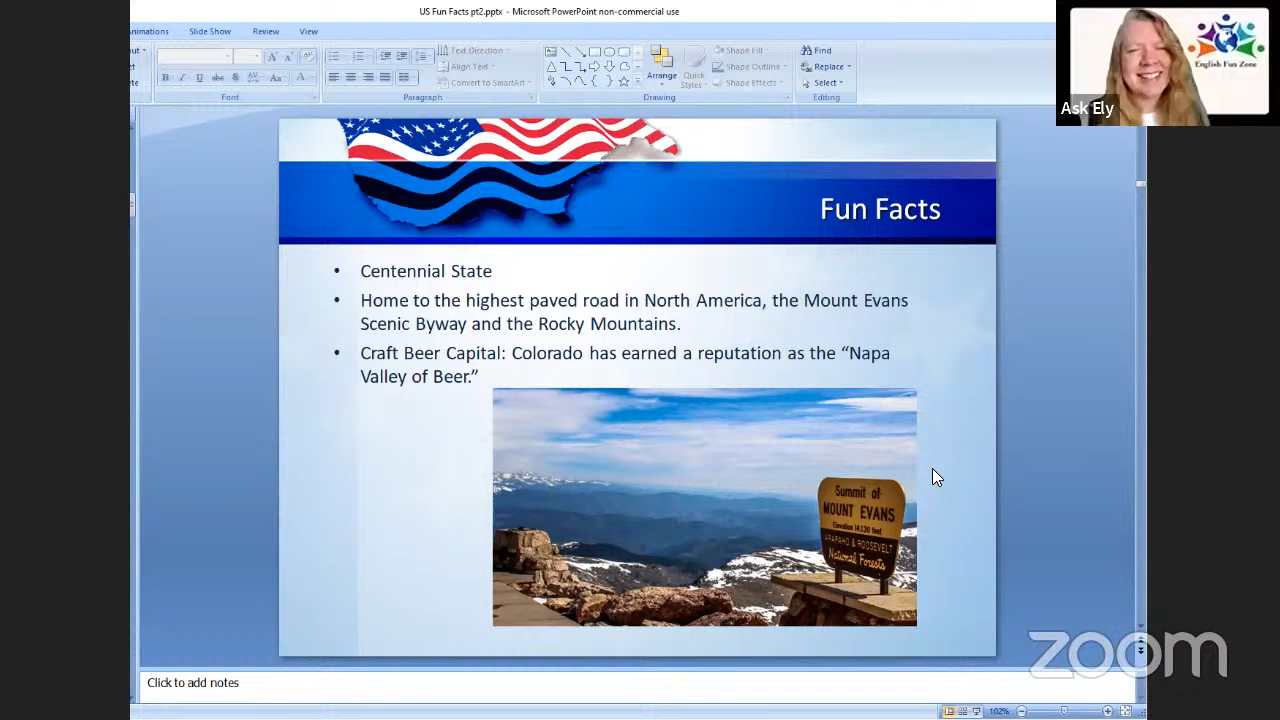 US Fun Facts pt2.pptx - Microsoft PowerPoint non-commercial use
Animations Slide Show Review View
Text Direction
Align Text
Convert to SmartArt
Arrange
Quick
Styles
Shape Fill
Shape Outline
Shape Effects
Find
Replace
Select
Font Paragraph Drawing Editing
English Fun Zone
Ask Ely
Fun Facts
• Centennial State
• Home to the highest paved road in North America, the Mount Evans
Scenic Byway and the Rocky Mountains.
• Craft Beer Capital: Colorado has earned a reputation as the “Napa
Valley of Beer.”
Summit of
MOUNT EVANS
Elevation 14,130 feet
ARAPAHO & ROOSEVELT
National Forests
zoom
Click to add notes
102%